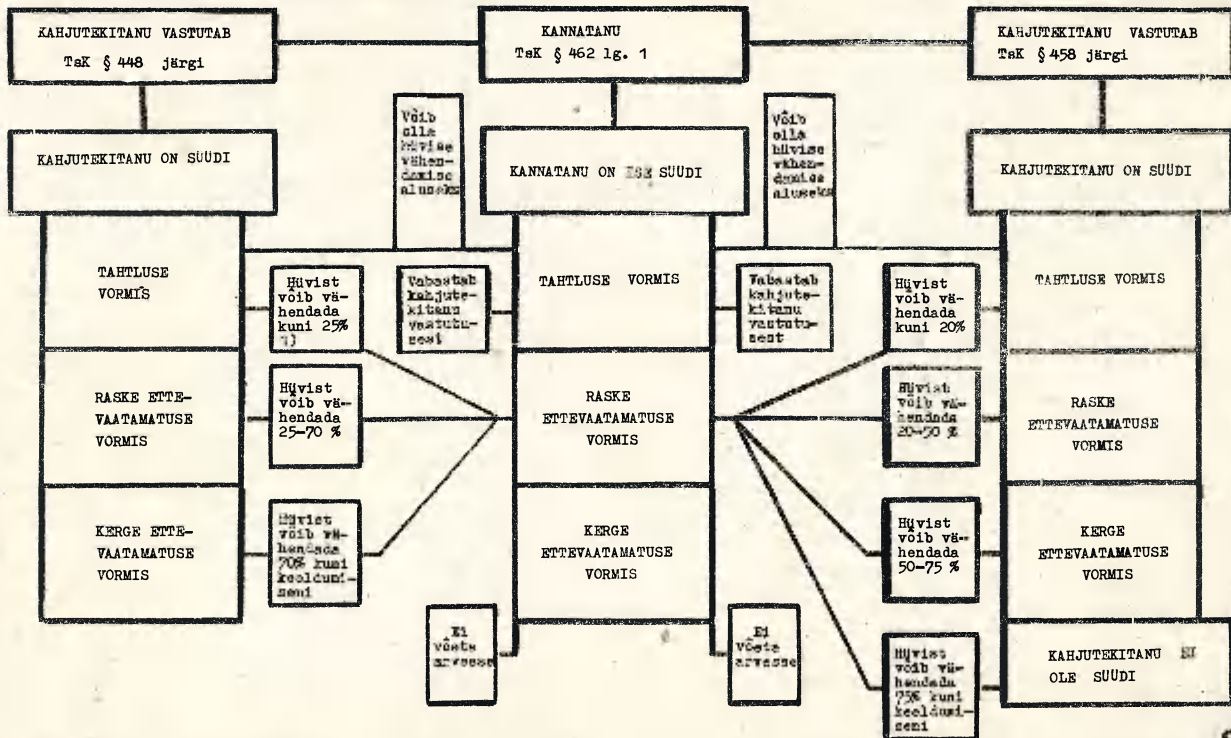 KAHJUTEKITANU VASTUTAB
TsK § 448 järgi
KANNATANU
TsK § 462 lg. 1
KAHJUTEKITANU VASTUTAB
TsK § 458 järgi
KAHJUTEKITANU ON SÜÜDI
Võib
olla
hüvise
vähen-
damise
aluseks
KANNATANU ON ISE SÜÜDI
Võib
olla
hüvise
vähen-
damise
aluseks
KAHJUTEKITANU ON SÜÜDI
TAHTLUSE
VORMIS
Hüvist
võib vä-
hendada
kuni 25%
1)
Vabastab
kahjute-
kitanu
vastutu-
sest
TAHTLUSE VORMIS
Vabastab
kahjute-
kitanu
vastutu-
sest
Hüvist
võib vä-
hendada
kuni 20%
TAHTLUSE VORMIS
RASKE ETTE-
VAATAMATUSE
VORMIS
Hüvist
võib vä-
hendada
25-70 %
RASKE
ETTEVAATAMATUSE
VORMIS
Hüvist
võib vä-
hendada
20-50 %
RASKE
ETTEVAATAMATUSE
VORMIS
KERGE ETTE-
VAATAMATUSE
VORMIS
Hüvist
võib vä-
hendada
70% kuni
keeldumi-
seni
KERGE
ETTEVAATAMATUSE
VORMIS
Hüvist
võib vä-
hendada
50-75 %
KERGE
ETTEVAATAMATUSE
VORMIS
Ei
võeta
arvesse
Ei
võeta
arvesse
Hüvist
võib vä-
hendada
75% kuni
keeldumi-
seni
KAHJUTEKITANU EI
OLE SÜÜDI